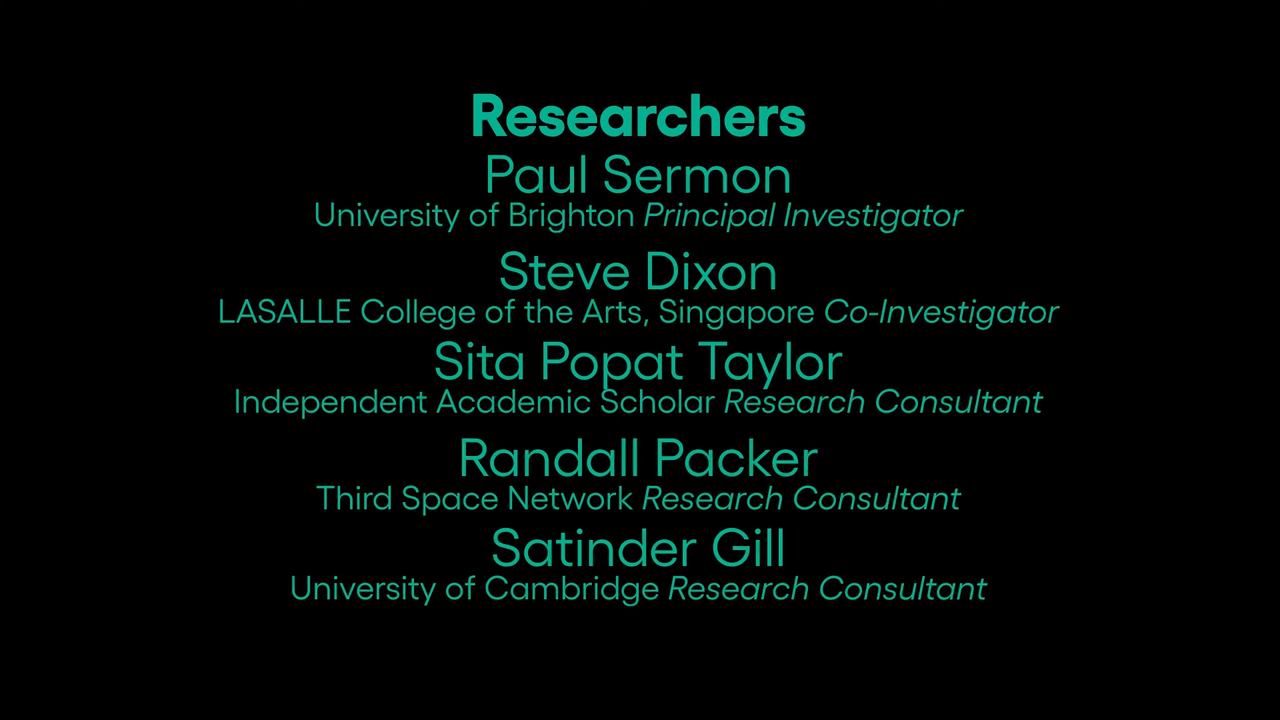 Researchers
Paul Sermon
University of Brighton Principal Investigator
Steve Dixon
LASALLE College of the Arts, Singapore Co-Investigator
Sita Popat Taylor
Independent Academic Scholar Research Consultant
Randall Packer
Third Space Network Research Consultant
Satinder Gill
University of Cambridge Research Consultant